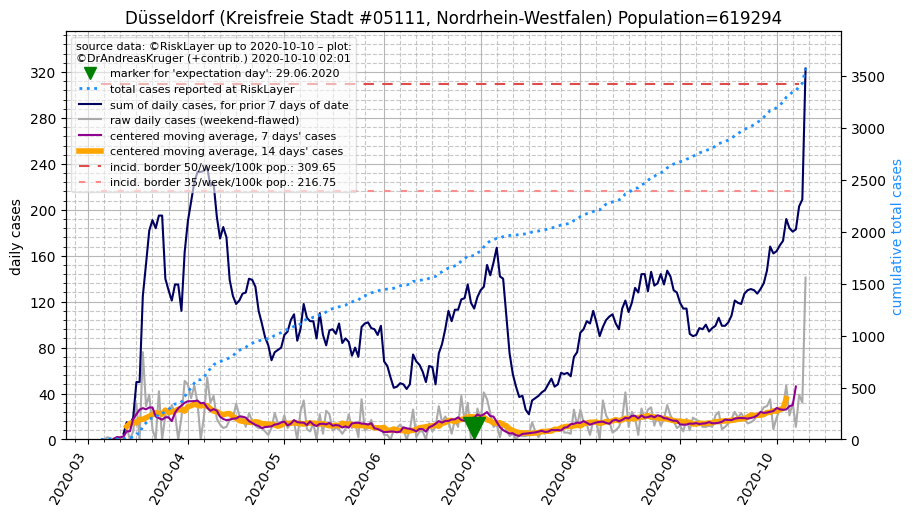 Düsseldorf (Kreisfreie Stadt #05111, Nordrhein-Westfalen) Population=619294
source data: ©RiskLayer up to 2020-10-10 – plot:
©DrAndreasKruger (+contrib.) 2020-10-10 02:01
marker for 'expectation day': 29.06.2020
total cases reported at RiskLayer
sum of daily cases, for prior 7 days of date
raw daily cases (weekend-flawed)
centered moving average, 7 days' cases
centered moving average, 14 days' cases
incid. border 50/week/100k pop.: 309.65
incid. border 35/week/100k pop.: 216.75
daily cases
320
280
240
200
160
120
80
40
0
cumulative total cases
3500
3000
2500
2000
1500
1000
500
0
2020-03
2020-04
2020-05
2020-06
2020-07
2020-08
2020-09
2020-10